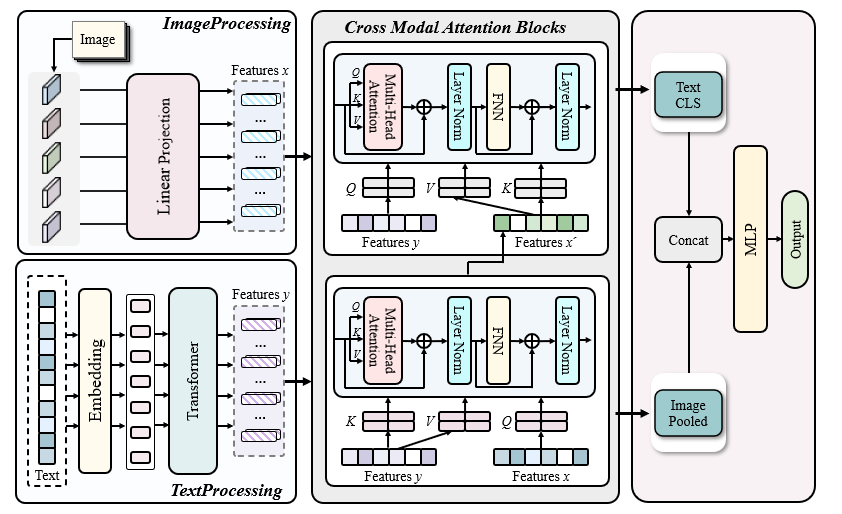 ImageProcessing
Image
Linear Projection
Features x
...
...
...
Text
Embedding
Transformer
Features y
...
...
...
TextProcessing
Cross Modal Attention Blocks
Q
K
V
Multi-Head
Attention
Layer Norm
FNN
Layer Norm
Q
V
K
Features y
Features x´
Q
K
V
Multi-Head
Attention
Layer Norm
FNN
Layer Norm
K
V
Q
Features y
Features x
Text
CLS
Concat
MLP
Output
Image
Pooled